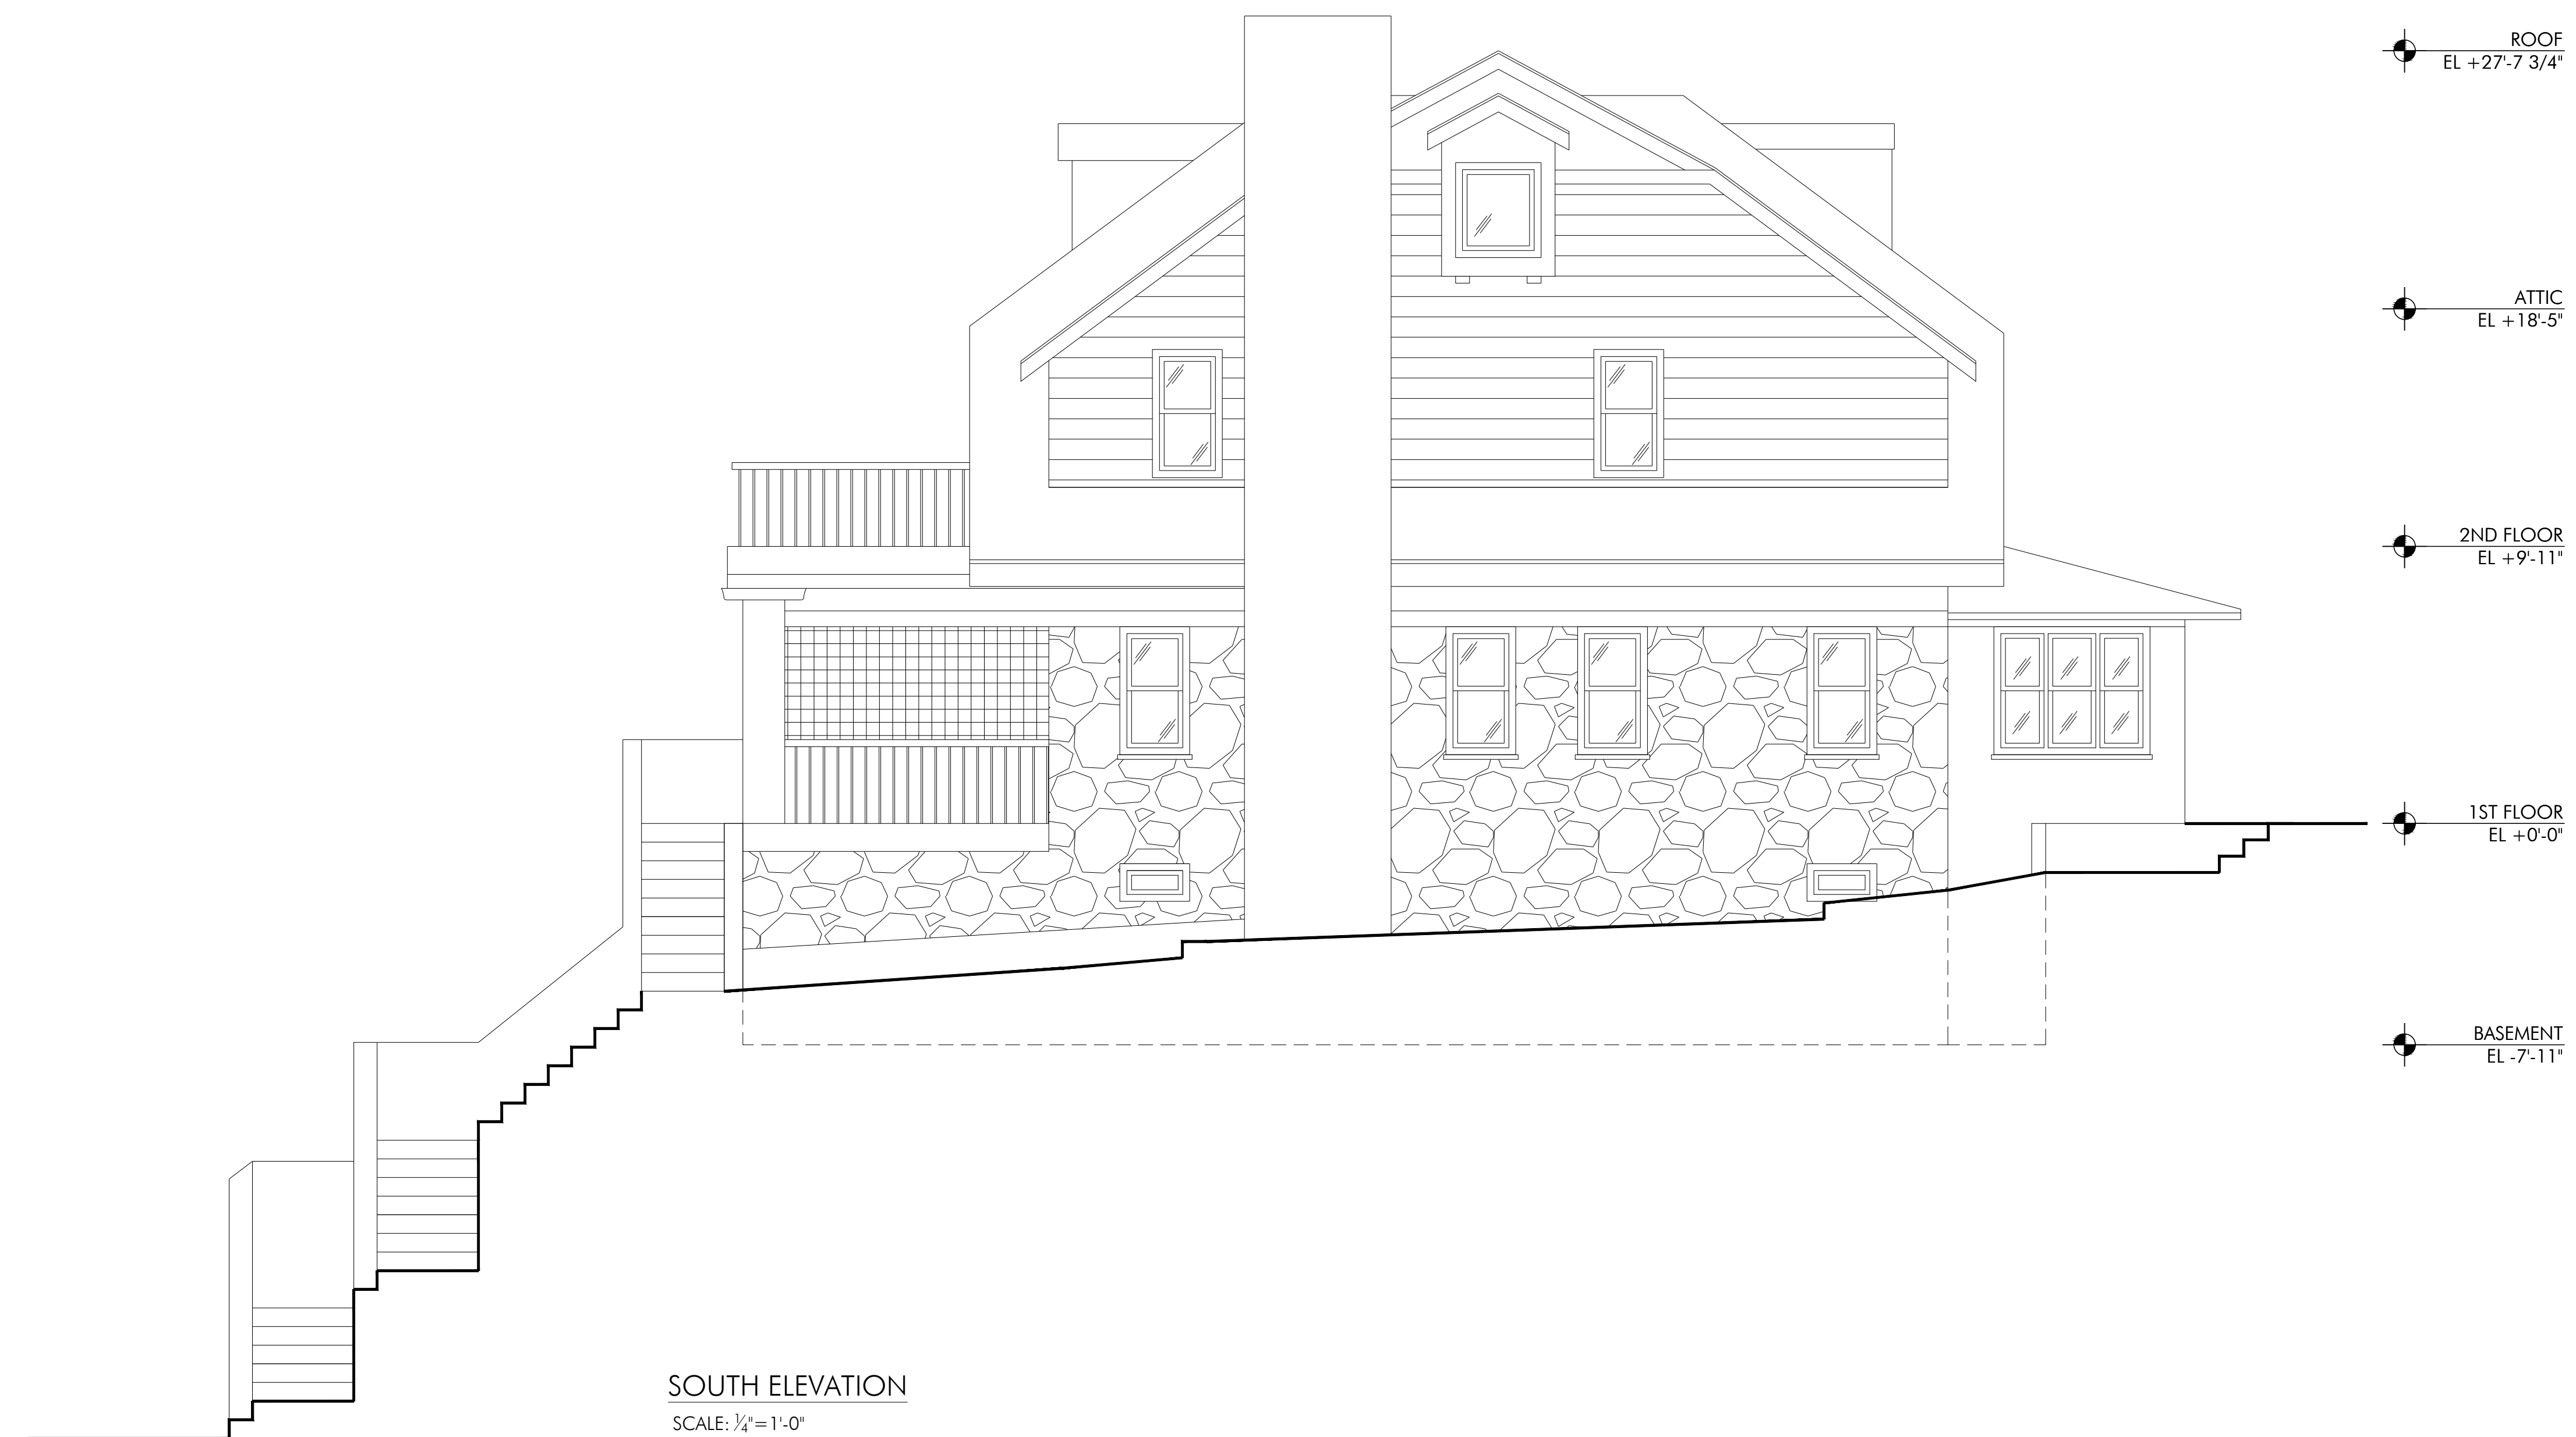 ROOF
EL +27'-7 3/4"
ATTIC
EL +18'-5"
2ND FLOOR
EL +9'-11"
1ST FLOOR
EL +0'-0"
BASEMENT
EL -7'-11"
SOUTH ELEVATION
SCALE: 1/4"=1'-0"